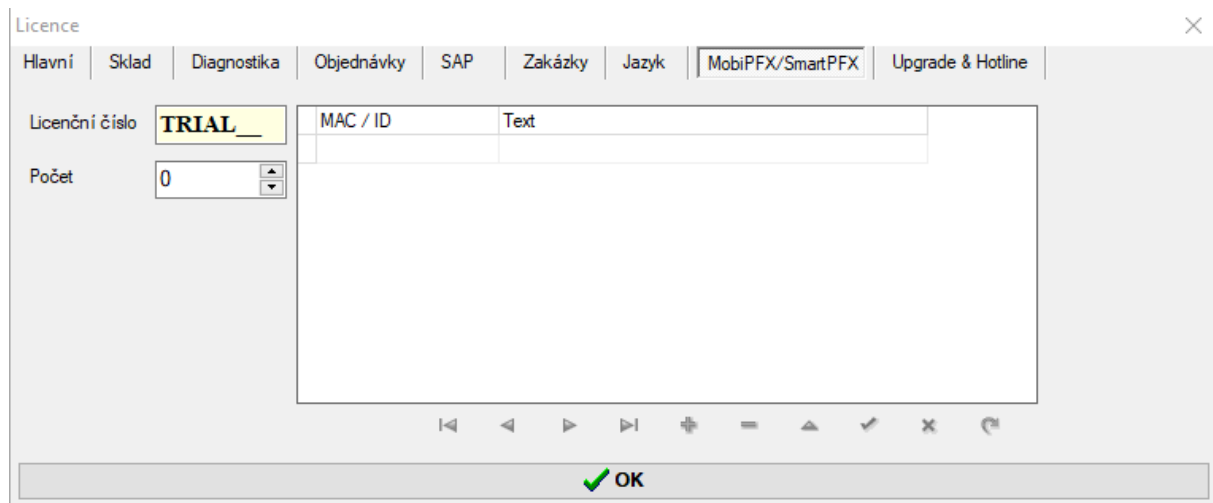 Licence
Hlavní Sklad Diagnostika Objednávky SAP Zakázky Jazyk MobiPFX/SmartPFX Upgrade & Hotline
Licenční číslo TRIAL__ MAC / ID Text
Počet 0
OK